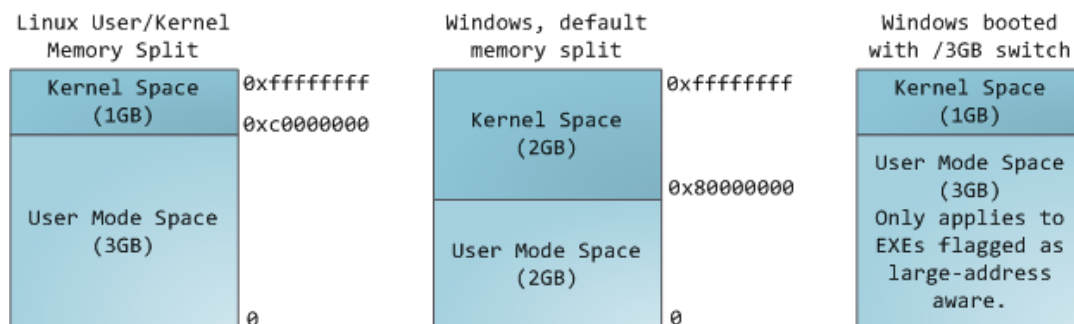 Linux User/Kernel
Memory Split
Kernel Space
(1GB)
0xffffffff
0xc0000000
User Mode Space
(3GB)
0
Windows, default
memory split
Kernel Space
(2GB)
0xffffffff
0x80000000
User Mode Space
(2GB)
0
Windows booted
with /3GB switch
Kernel Space
(1GB)
User Mode Space
(3GB)
Only applies to
EXEs flagged as
large-address
aware.